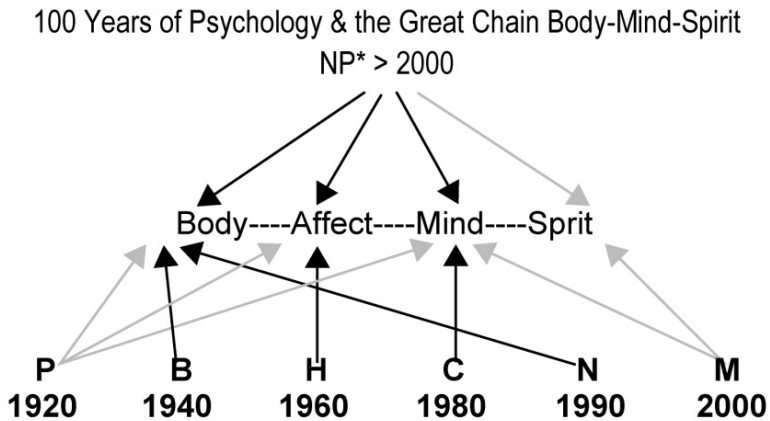 100 Years of Psychology & the Great Chain Body-Mind-Spirit
NP* > 2000
Body----Affect----Mind----Sprit
P B H C N M
1920 1940 1960 1980 1990 2000